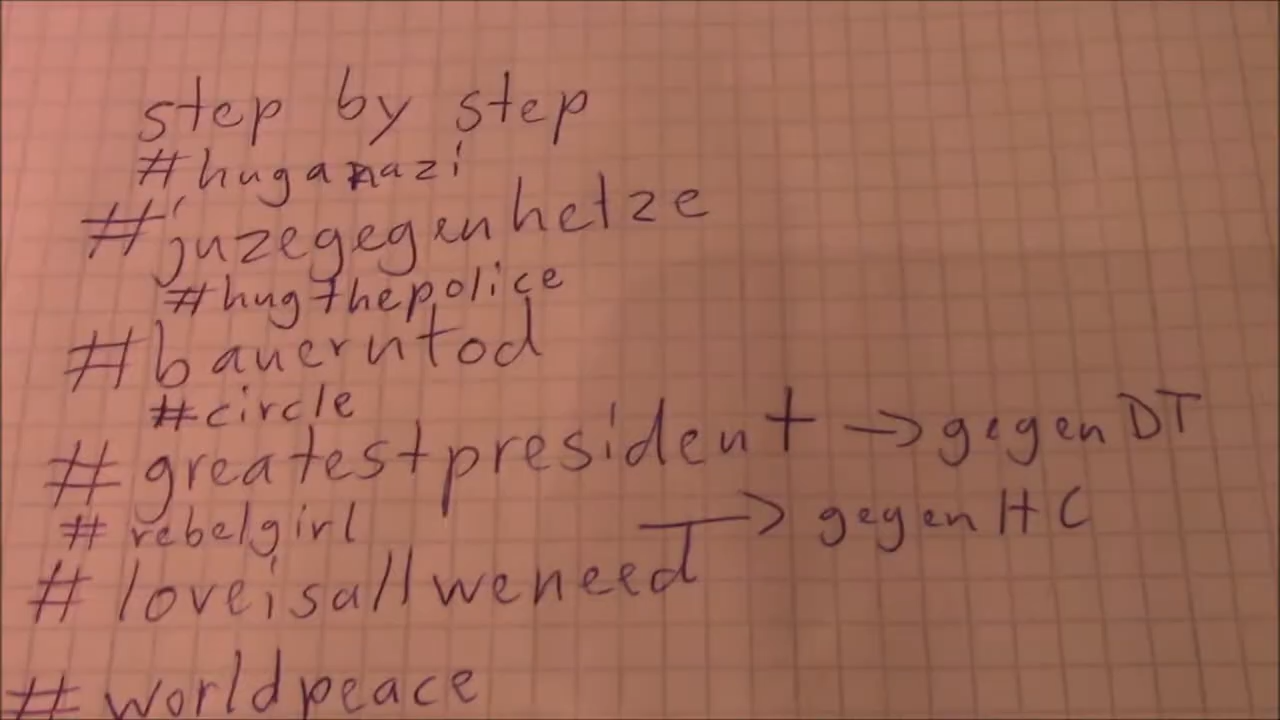 step by step
#huganazi
#juzegegenhetze
#hugthepolice
#bauerntod
#circle
#greatestpresident → gegen DT
#rebelgirl → gegen HC
#loveisallweneed
#worldpeace